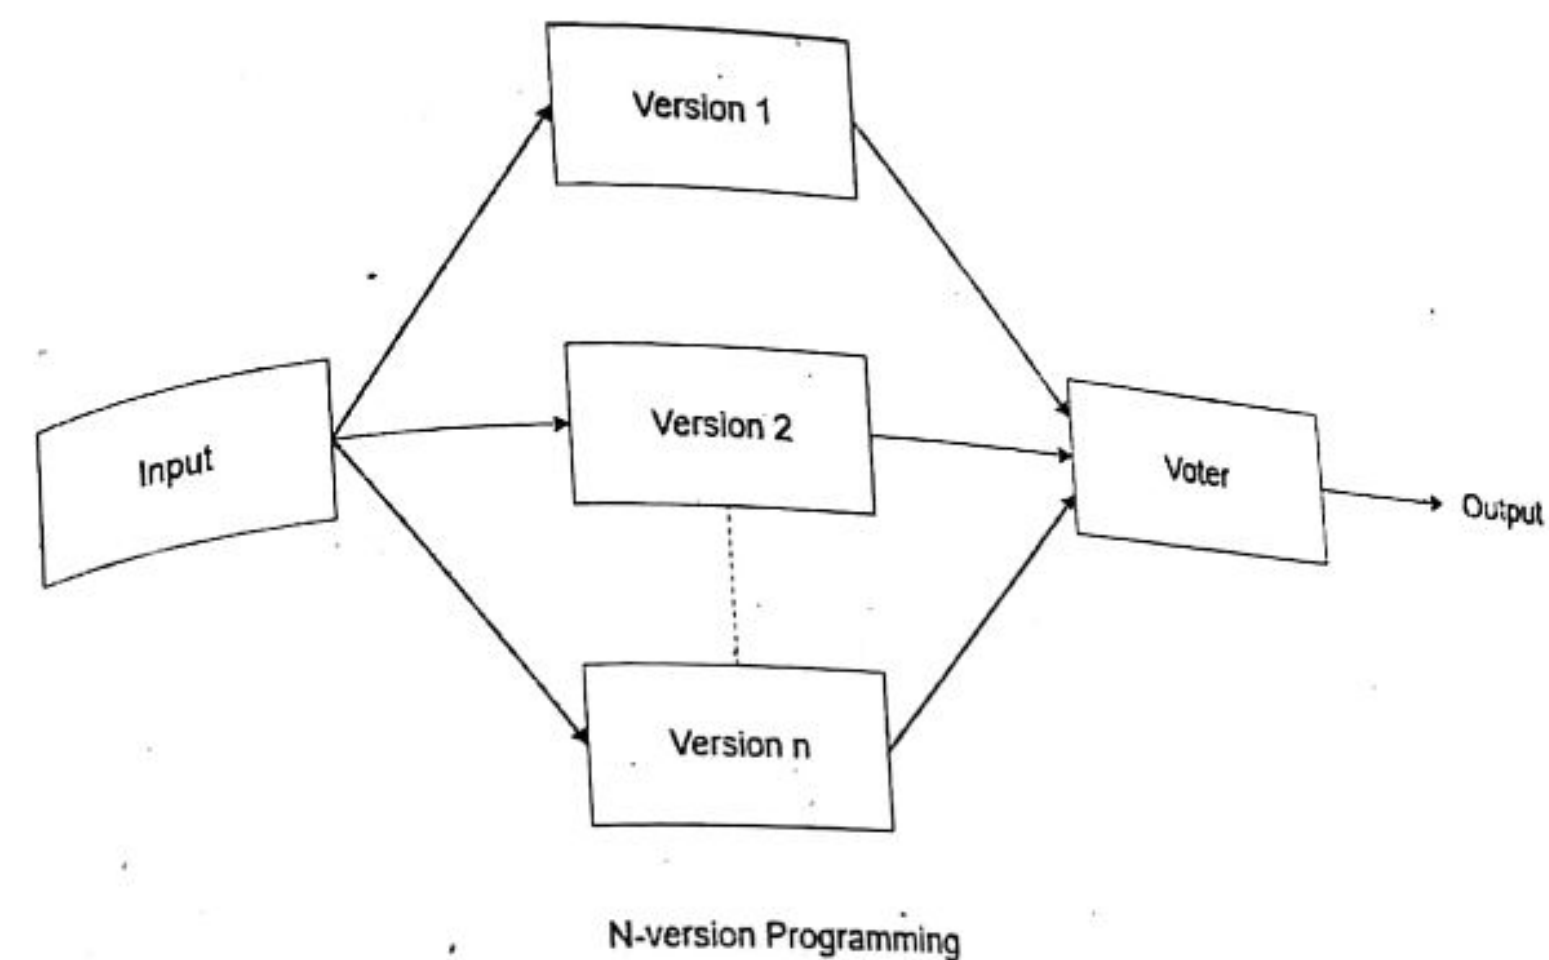 Version 1
Input
Version 2
Voter
Output
Version n
N-version Programming